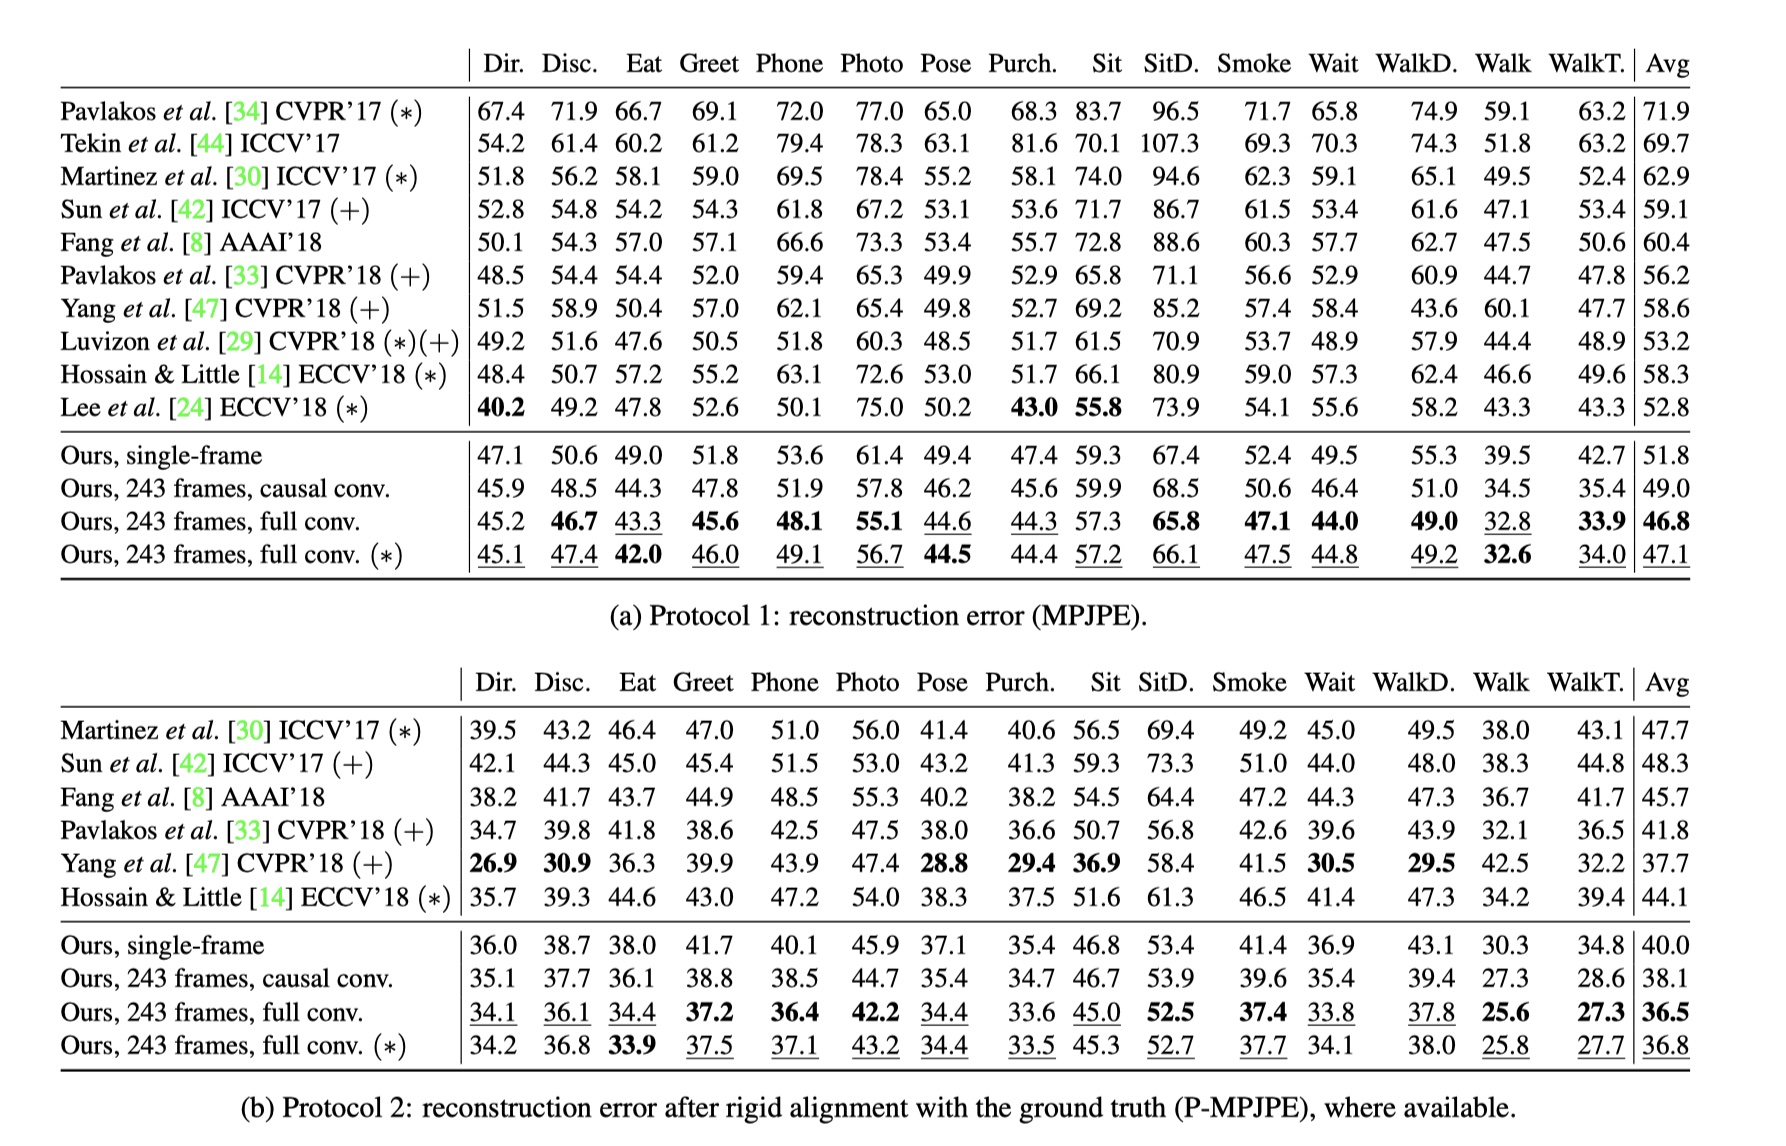 Dir. Disc. Eat Greet Phone Photo Pose Purch. Sit SitD. Smoke Wait WalkD. Walk WalkT. Avg
Pavlakos et al. [34] CVPR'17 (∗) 67.4 71.9 66.7 69.1 72.0 77.0 65.0 68.3 83.7 96.5 71.7 65.8 74.9 59.1 63.2 71.9
Tekin et al. [44] ICCV'17 54.2 61.4 60.2 61.2 79.4 78.3 63.1 81.6 70.1 107.3 69.3 70.3 74.3 51.8 63.2 69.7
Martinez et al. [30] ICCV'17 (∗) 51.8 56.2 58.1 59.0 69.5 78.4 55.2 58.1 74.0 94.6 62.3 59.1 65.1 49.5 52.4 62.9
Sun et al. [42] ICCV'17 (+) 52.8 54.8 54.2 54.3 61.8 67.2 53.1 53.6 71.7 86.7 61.5 53.4 61.6 47.1 53.4 59.1
Fang et al. [8] AAAI'18 50.1 54.3 57.0 57.1 66.6 73.3 53.4 55.7 72.8 88.6 60.3 57.7 62.7 47.5 50.6 60.4
Pavlakos et al. [33] CVPR'18 (+) 48.5 54.4 54.4 52.0 59.4 65.3 49.9 52.9 65.8 71.1 56.6 52.9 60.9 44.7 47.8 56.2
Yang et al. [47] CVPR'18 (+) 51.5 58.9 50.4 57.0 62.1 65.4 49.8 52.7 69.2 85.2 57.4 58.4 43.6 60.1 47.7 58.6
Luvizon et al. [29] CVPR'18 (∗)(+) 49.2 51.6 47.6 50.5 51.8 60.3 48.5 51.7 61.5 70.9 53.7 48.9 57.9 44.4 48.9 53.2
Hossain & Little [14] ECCV'18 (∗) 48.4 50.7 57.2 55.2 63.1 72.6 53.0 51.7 66.1 80.9 59.0 57.3 62.4 46.6 49.6 58.3
Lee et al. [24] ECCV'18 (∗) 40.2 49.2 47.8 52.6 50.1 75.0 50.2 43.0 55.8 73.9 54.1 55.6 58.2 43.3 43.3 52.8
Ours, single-frame 47.1 50.6 49.0 51.8 53.6 61.4 49.4 47.4 59.3 67.4 52.4 49.5 55.3 39.5 42.7 51.8
Ours, 243 frames, causal conv. 45.9 48.5 44.3 47.8 51.9 57.8 46.2 45.6 59.9 68.5 50.6 46.4 51.0 34.5 35.4 49.0
Ours, 243 frames, full conv. 45.2 46.7 43.3 45.6 48.1 55.1 44.6 44.3 57.3 65.8 47.1 44.0 49.0 32.8 33.9 46.8
Ours, 243 frames, full conv. (∗) 45.1 47.4 42.0 46.0 49.1 56.7 44.5 44.4 57.2 66.1 47.5 44.8 49.2 32.6 34.0 47.1
(a) Protocol 1: reconstruction error (MPJPE).
Dir. Disc. Eat Greet Phone Photo Pose Purch. Sit SitD. Smoke Wait WalkD. Walk WalkT. Avg
Martinez et al. [30] ICCV'17 (∗) 39.5 43.2 46.4 47.0 51.0 56.0 41.4 40.6 56.5 69.4 49.2 45.0 49.5 38.0 43.1 47.7
Sun et al. [42] ICCV'17 (+) 42.1 44.3 45.0 45.4 51.5 53.0 43.2 41.3 59.3 73.3 51.0 44.0 48.0 38.3 44.8 48.3
Fang et al. [8] AAAI'18 38.2 41.7 43.7 44.9 48.5 55.3 40.2 38.2 54.5 64.4 47.2 44.3 47.3 36.7 41.7 45.7
Pavlakos et al. [33] CVPR'18 (+) 34.7 39.8 41.8 38.6 42.5 47.5 38.0 36.6 50.7 56.8 42.6 39.6 43.9 32.1 36.5 41.8
Yang et al. [47] CVPR'18 (+) 26.9 30.9 36.3 39.9 43.9 47.4 28.8 29.4 36.9 58.4 41.5 30.5 29.5 42.5 32.2 37.7
Hossain & Little [14] ECCV'18 (∗) 35.7 39.3 44.6 43.0 47.2 54.0 38.3 37.5 51.6 61.3 46.5 41.4 47.3 34.2 39.4 44.1
Ours, single-frame 36.0 38.7 38.0 41.7 40.1 45.9 37.1 35.4 46.8 53.4 41.4 36.9 43.1 30.3 34.8 40.0
Ours, 243 frames, causal conv. 35.1 37.7 36.1 38.8 38.5 44.7 35.4 34.7 46.7 53.9 39.6 35.4 39.4 27.3 28.6 38.1
Ours, 243 frames, full conv. 34.1 36.1 34.4 37.2 36.4 42.2 34.4 33.6 45.0 52.5 37.4 33.8 37.8 25.6 27.3 36.5
Ours, 243 frames, full conv. (∗) 34.2 36.8 33.9 37.5 37.1 43.2 34.4 33.5 45.3 52.7 37.7 34.1 38.0 25.8 27.7 36.8
(b) Protocol 2: reconstruction error after rigid alignment with the ground truth (P-MPJPE), where available.